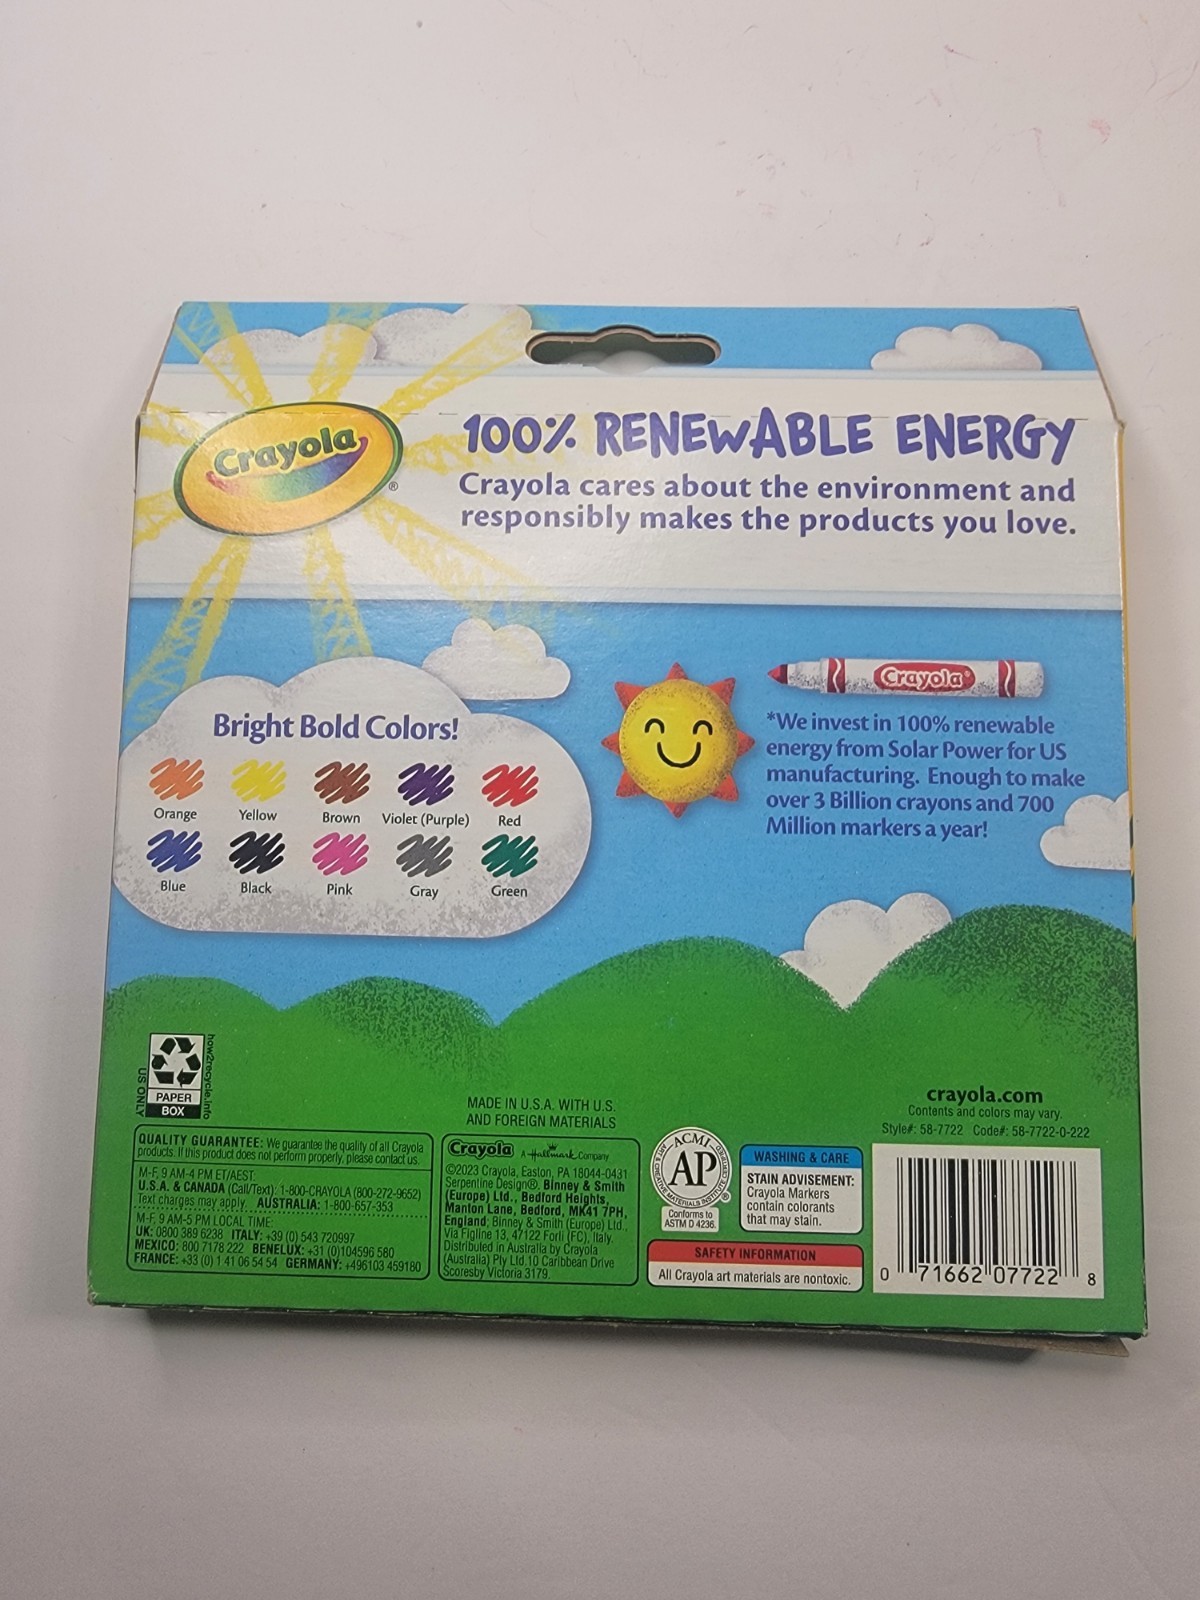 Crayola®
100% RENEWABLE ENERGY
Crayola cares about the environment and
responsibly makes the products you love.
Bright Bold Colors!
Orange Yellow Brown Violet (Purple) Red
Blue Black Pink Gray Green
Crayola
*We invest in 100% renewable
energy from Solar Power for US
manufacturing. Enough to make
over 3 Billion crayons and 700
Million markers a year!
US ONLY
PAPER
BOX
how2recycle.info
QUALITY GUARANTEE: We guarantee the quality of all Crayola
products. If this product does not perform properly, please contact us.
M-F, 9 AM-4 PM ET/AEST:
U.S.A. & CANADA (Call/Text): 1-800-CRAYOLA (800-272-9652)
Text charges may apply. AUSTRALIA: 1-800-657-353
M-F, 9 AM-5 PM LOCAL TIME:
UK: 0800 389 6238 ITALY: +39 (0) 543 720997
MEXICO: 800 7178 222 BENELUX: +31 (0)104596 580
FRANCE: +33 (0) 1 41 06 54 54 GERMANY: +496103 459180
MADE IN U.S.A. WITH U.S.
AND FOREIGN MATERIALS
Crayola A Hallmark Company
©2023 Crayola, Easton, PA 18044-0431
Serpentine Design®. Binney & Smith
(Europe) Ltd., Bedford Heights,
Manton Lane, Bedford, MK41 7PH,
England; Binney & Smith (Europe) Ltd.,
Via Figline 13, 47122 Forlì (FC), Italy.
Distributed in Australia by Crayola
(Australia) Pty Ltd.10 Caribbean Drive
Scoresby Victoria 3179.
ACMI
AP
ART & CREATIVE MATERIALS INSTITUTE CERTIFIED
®
Conforms to
ASTM D 4236.
WASHING & CARE
STAIN ADVISEMENT:
Crayola Markers
contain colorants
that may stain.
SAFETY INFORMATION
All Crayola art materials are nontoxic.
crayola.com
Contents and colors may vary.
Style#: 58-7722 Code#: 58-7722-0-222
0 71662 07722 8